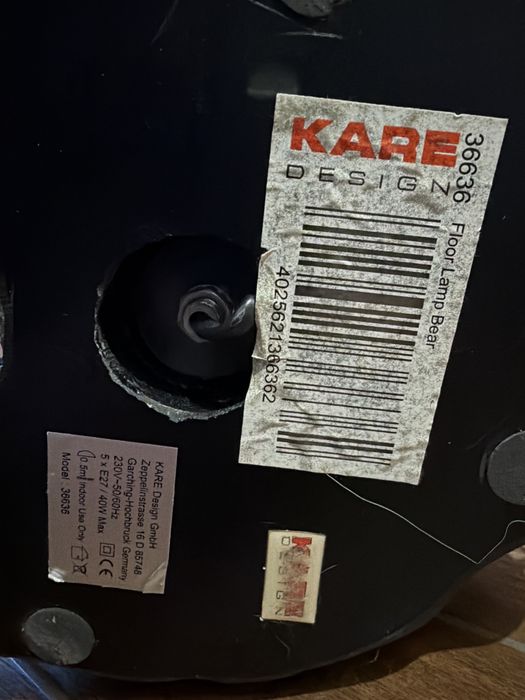 KARE
DESIGN
36636 Floor Lamp Bear
4025621366362
KARE Design GmbH
Zeppelinstrasse 16 D 85748
Garching-Hochbrück Germany
230V~50/60Hz
5 x E27 / 40W Max CE
0.5m Indoor Use Only
Model : 36636
KARE
DESIGN